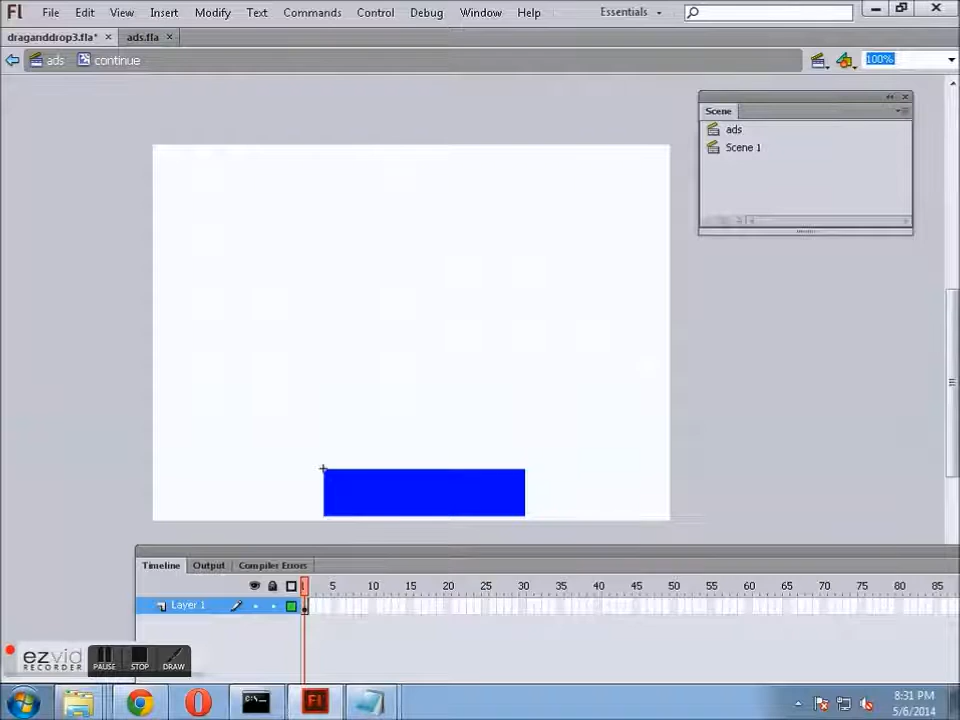 Fl File Edit View Insert Modify Text Commands Control Debug Window Help Essentials
draganddrop3.fla* × ads.fla ×
ads continue 100%
Scene
ads
Scene 1
Timeline Output Compiler Errors
1 5 10 15 20 25 30 35 40 45 50 55 60 65 70 75 80 85
Layer 1
ezvid
RECORDER
PAUSE STOP DRAW
C:\_
Fl
8:31 PM
5/6/2014